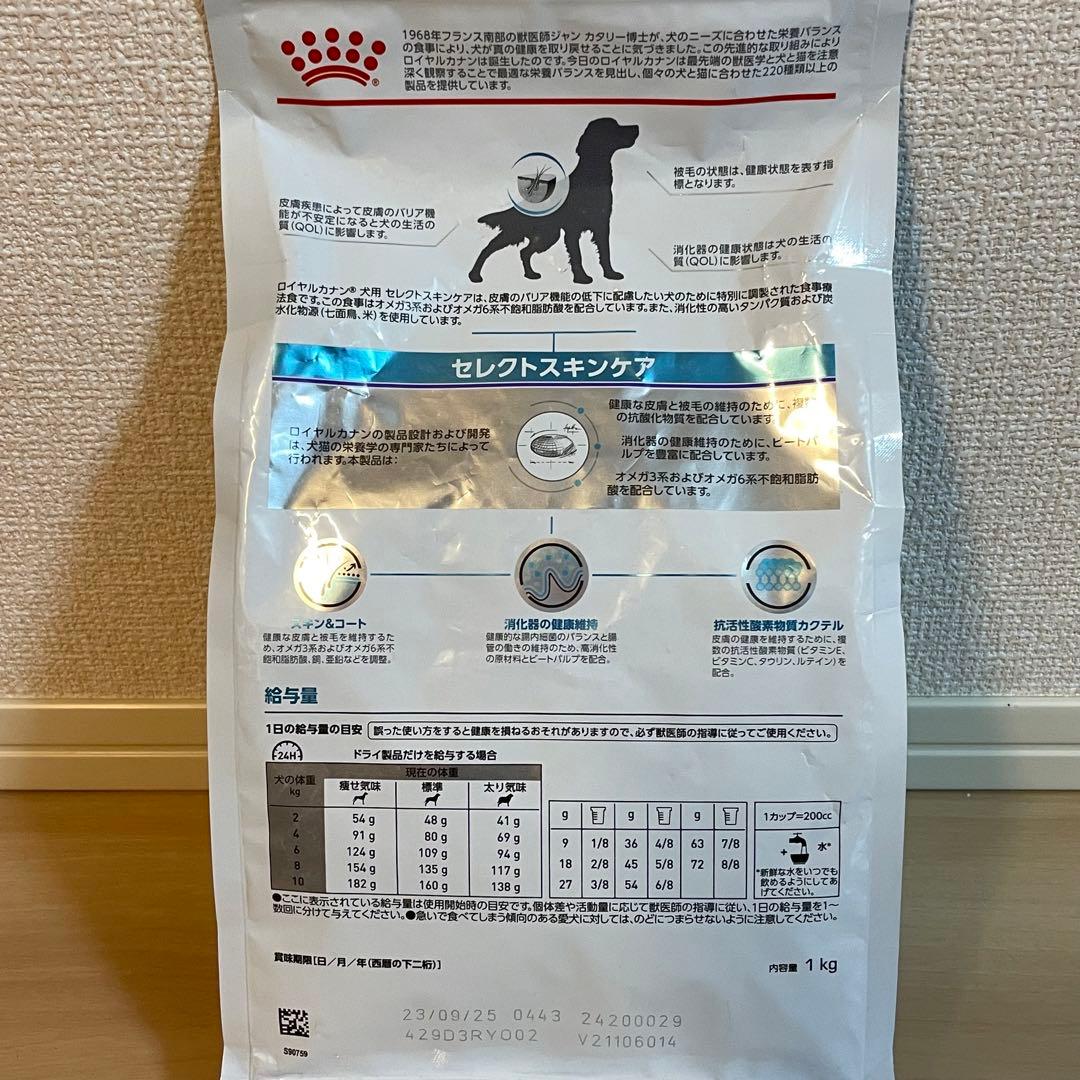 1968年フランス南部の獣医師ジャン カタリー博士が、犬のニーズに合わせた栄養バランス
の食事により、犬が真の健康を取り戻せることに気づきました。この先進的な取り組みにより
ロイヤルカナンは誕生したのです。今日のロイヤルカナンは最先端の獣医学と犬と猫を注意
深く観察することで最適な栄養バランスを見出し、個々の犬と猫に合わせた220種類以上の
製品を提供しています。
被毛の状態は、健康状態を表す指
標となります。
皮膚疾患によって皮膚のバリア機
能が不安定になると犬の生活の
質(QOL)に影響します。
消化器の健康状態は犬の生活の
質(QOL)に影響します。
ロイヤルカナン® 犬用 セレクトスキンケアは、皮膚のバリア機能の低下に配慮したい犬のために特別に調製された食事療
法食です。この食事はオメガ3系およびオメガ6系不飽和脂肪酸を配合しています。また、消化性の高いタンパク質および炭
水化物源(七面鳥、米)を使用しています。
セレクトスキンケア
ロイヤルカナンの製品設計および開発
は、犬猫の栄養学の専門家たちによって
行われます。本製品は:
健康な皮膚と被毛の維持のために、複数
の抗酸化物質を配合しています。
消化器の健康維持のために、ビートパ
ルプを豊富に配合しています。
オメガ3系およびオメガ6系不飽和脂肪
酸を配合しています。
スキン&コート
健康な皮膚と被毛を維持するた
め、オメガ3系およびオメガ6系不
飽和脂肪酸、銅、亜鉛などを調整。
消化器の健康維持
健康的な腸内細菌のバランスと腸
管の働きの維持のため、高消化性
の原材料とビートパルプを配合。
抗活性酸素物質カクテル
皮膚の健康を維持するために、複
数の抗活性酸素物質(ビタミンE、
ビタミンC、タウリン、ルテイン)を
配合。
給与量
1日の給与量の目安 誤った使い方をすると健康を損ねるおそれがありますので、必ず獣医師の指導に従ってご使用ください。
24H ドライ製品だけを給与する場合
犬の体重 kg 現在の体重
痩せ気味 標準 太り気味
2 54 g 48 g 41 g
4 91 g 80 g 69 g
6 124 g 109 g 94 g
8 154 g 135 g 117 g
10 182 g 160 g 138 g
g g g
9 1/8 36 4/8 63 7/8
18 2/8 45 5/8 72 8/8
27 3/8 54 6/8
1カップ=200cc
+ 水*
*新鮮な水をいつでも
飲めるようにしてあ
げてください。
●ここに表示されている給与量は使用開始時の目安です。個体差や活動量に応じて獣医師の指導に従い、1日の給与量を1~
数回に分けて与えてください。●急いで食べてしまう傾向のある愛犬に対しては、のどにつまらせないように注意してください。
賞味期限[日/月/年(西暦の下二桁)]
内容量 1 kg
23/09/25 0443 24200029
429D3RYO02 V21106014
S90759